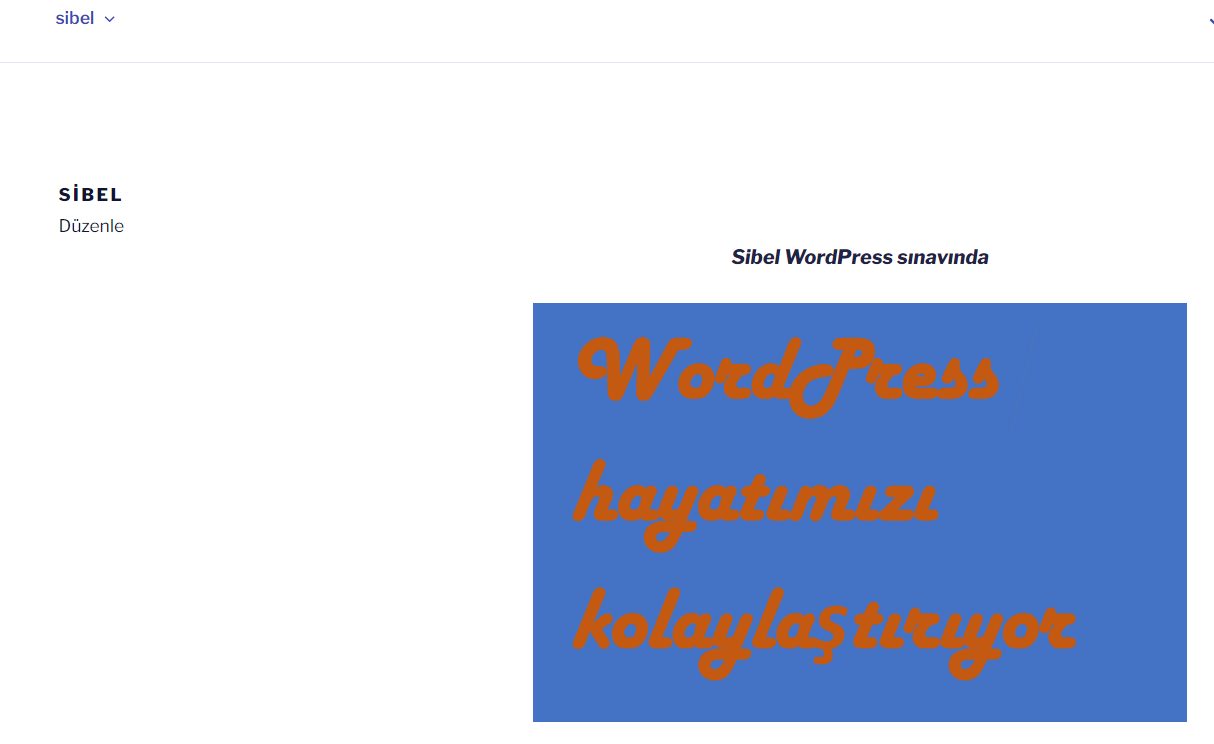 sibel
SİBEL
Düzenle
Sibel WordPress sınavında
WordPress
hayatımızı
kolaylaştırıyor